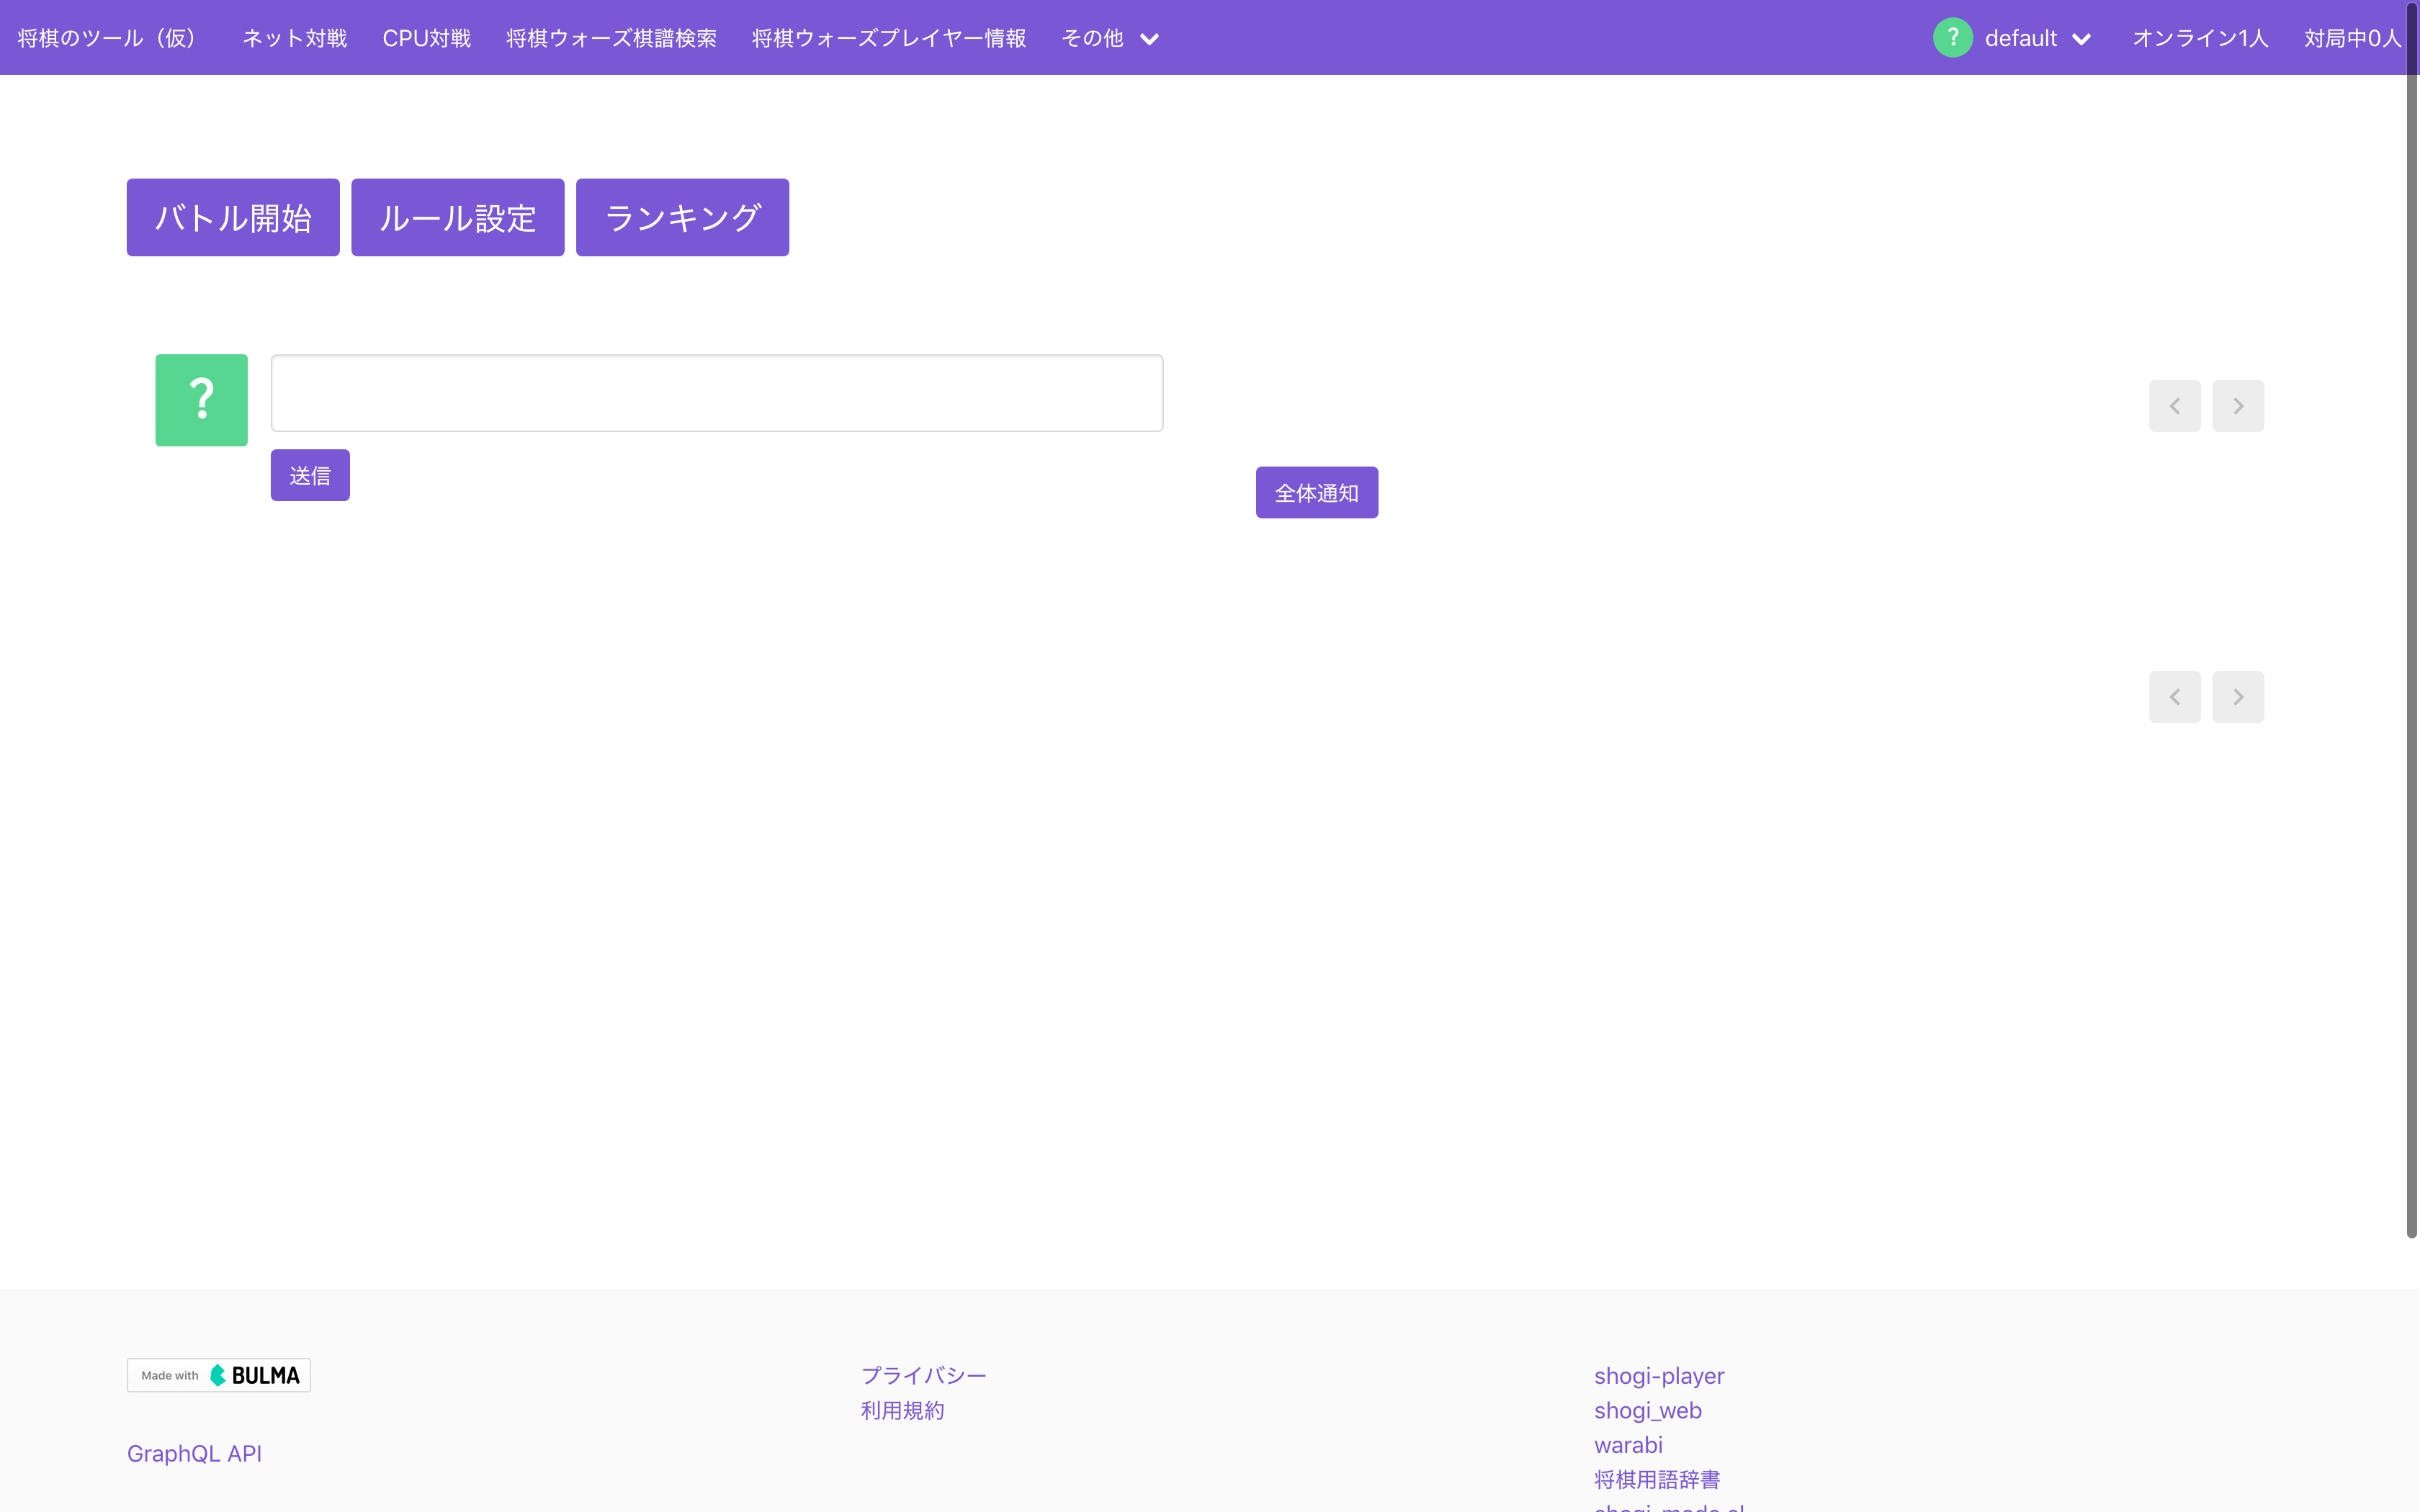 将棋のツール（仮） ネット対戦 CPU対戦 将棋ウォーズ棋譜検索 将棋ウォーズプレイヤー情報 その他 ? default オンライン1人 対局中0人
バトル開始 ルール設定 ランキング
?
送信
全体通知
Made with BULMA
プライバシー
利用規約
GraphQL API
shogi-player
shogi_web
warabi
将棋用語辞書